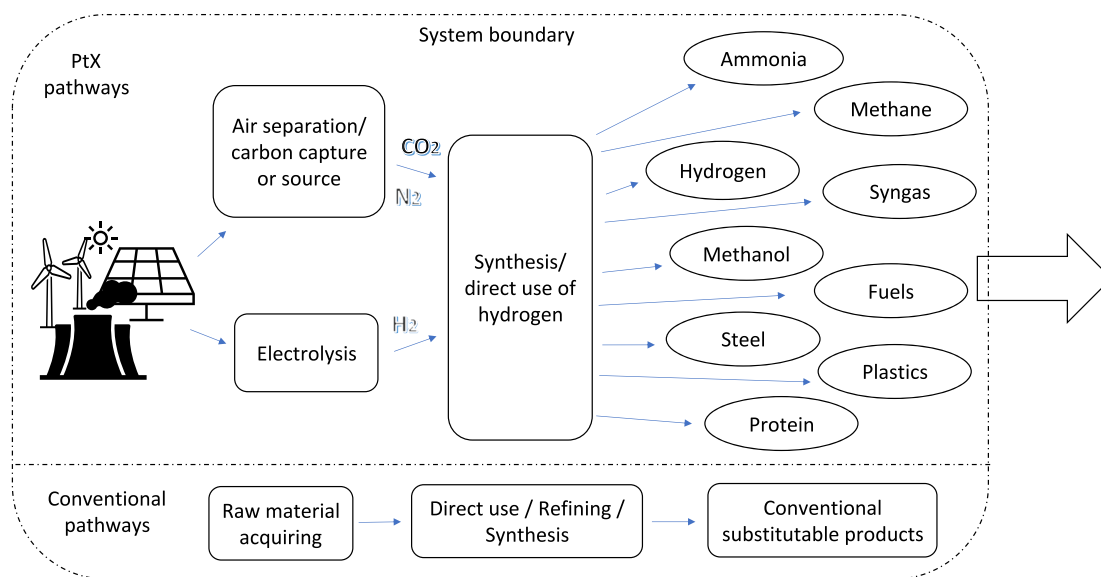 System boundary
PtX
pathways
Air separation/
carbon capture
or source
CO2
N2
Electrolysis
H2
Synthesis/
direct use of
hydrogen
Ammonia
Methane
Hydrogen
Syngas
Methanol
Fuels
Steel
Plastics
Protein
Conventional
pathways
Raw material
acquiring
Direct use / Refining /
Synthesis
Conventional
substitutable products